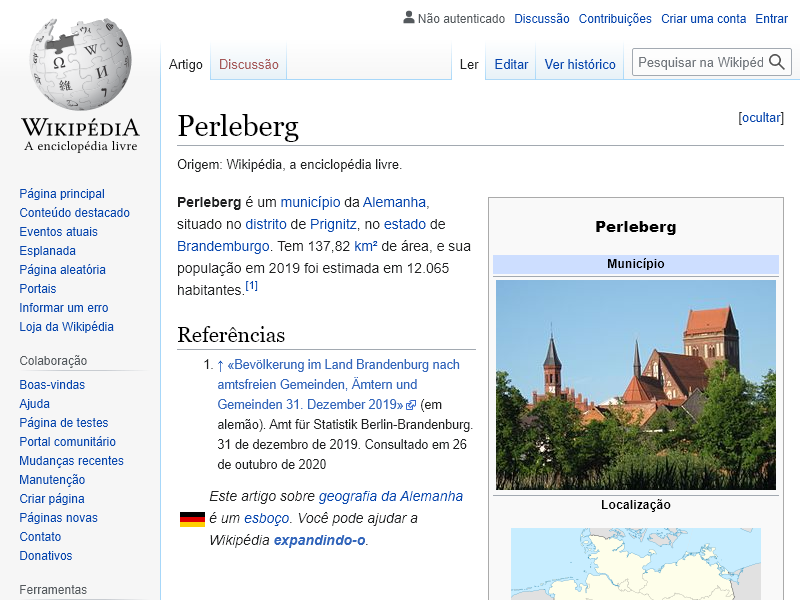 Não autenticado Discussão Contribuições Criar uma conta Entrar
Artigo Discussão Ler Editar Ver histórico Pesquisar na Wikipéd
WIKIPÉDIA
A enciclopédia livre
Página principal
Conteúdo destacado
Eventos atuais
Esplanada
Página aleatória
Portais
Informar um erro
Loja da Wikipédia
Colaboração
Boas-vindas
Ajuda
Página de testes
Portal comunitário
Mudanças recentes
Manutenção
Criar página
Páginas novas
Contato
Donativos
Ferramentas
Perleberg
[ocultar]
Origem: Wikipédia, a enciclopédia livre.
Perleberg é um município da Alemanha,
situado no distrito de Prignitz, no estado de
Brandemburgo. Tem 137,82 km² de área, e sua
população em 2019 foi estimada em 12.065
habitantes.[1]
Referências
1. ↑ «Bevölkerung im Land Brandenburg nach
amtsfreien Gemeinden, Ämtern und
Gemeinden 31. Dezember 2019» (em
alemão). Amt für Statistik Berlin-Brandenburg.
31 de dezembro de 2019. Consultado em 26
de outubro de 2020
Este artigo sobre geografia da Alemanha
é um esboço. Você pode ajudar a
Wikipédia expandindo-o.
Perleberg
Município
Localização